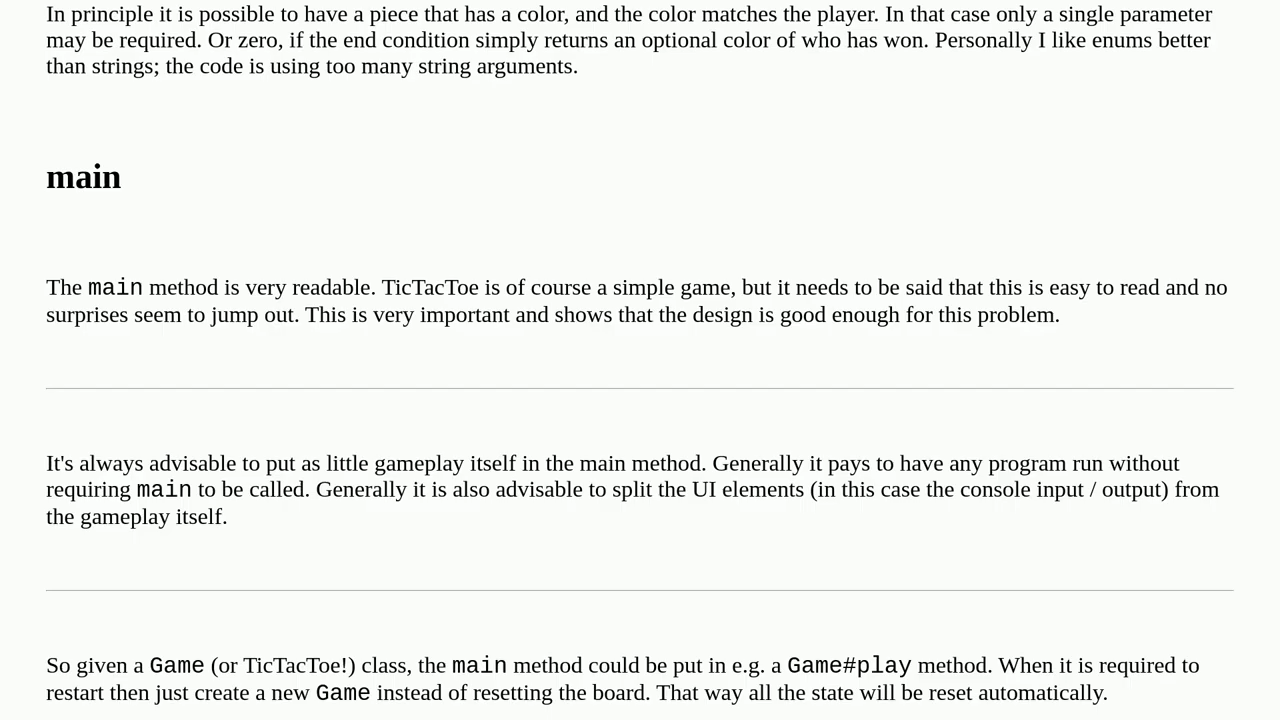 In principle it is possible to have a piece that has a color, and the color matches the player. In that case only a single parameter
may be required. Or zero, if the end condition simply returns an optional color of who has won. Personally I like enums better
than strings; the code is using too many string arguments.
main
The main method is very readable. TicTacToe is of course a simple game, but it needs to be said that this is easy to read and no
surprises seem to jump out. This is very important and shows that the design is good enough for this problem.
It's always advisable to put as little gameplay itself in the main method. Generally it pays to have any program run without
requiring main to be called. Generally it is also advisable to split the UI elements (in this case the console input / output) from
the gameplay itself.
So given a Game (or TicTacToe!) class, the main method could be put in e.g. a Game#play method. When it is required to
restart then just create a new Game instead of resetting the board. That way all the state will be reset automatically.